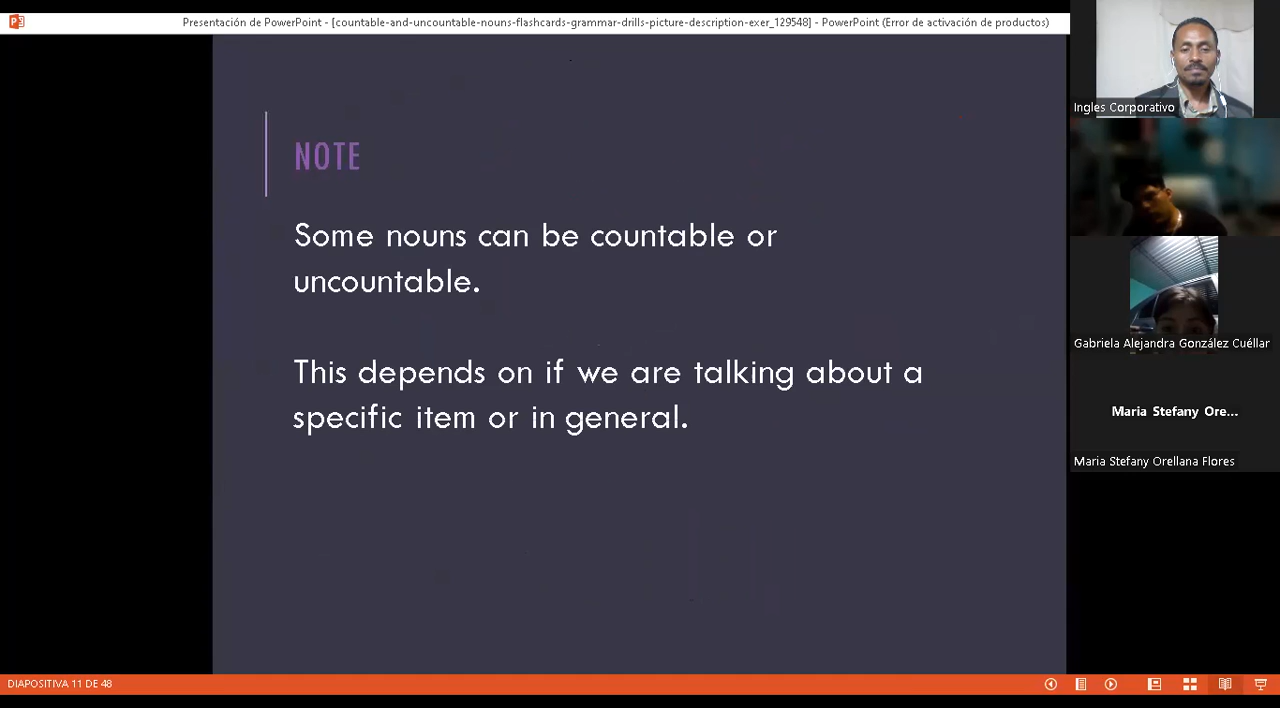 Presentación de PowerPoint - [countable-and-uncountable-nouns-flashcards-grammar-drills-picture-description-exer_129548] - PowerPoint (Error de activación de productos)
NOTE
Some nouns can be countable or
uncountable.
This depends on if we are talking about a
specific item or in general.
Ingles Corporativo
Gabriela Alejandra González Cuéllar
Maria Stefany Ore...
Maria Stefany Orellana Flores
DIAPOSITIVA 11 DE 48